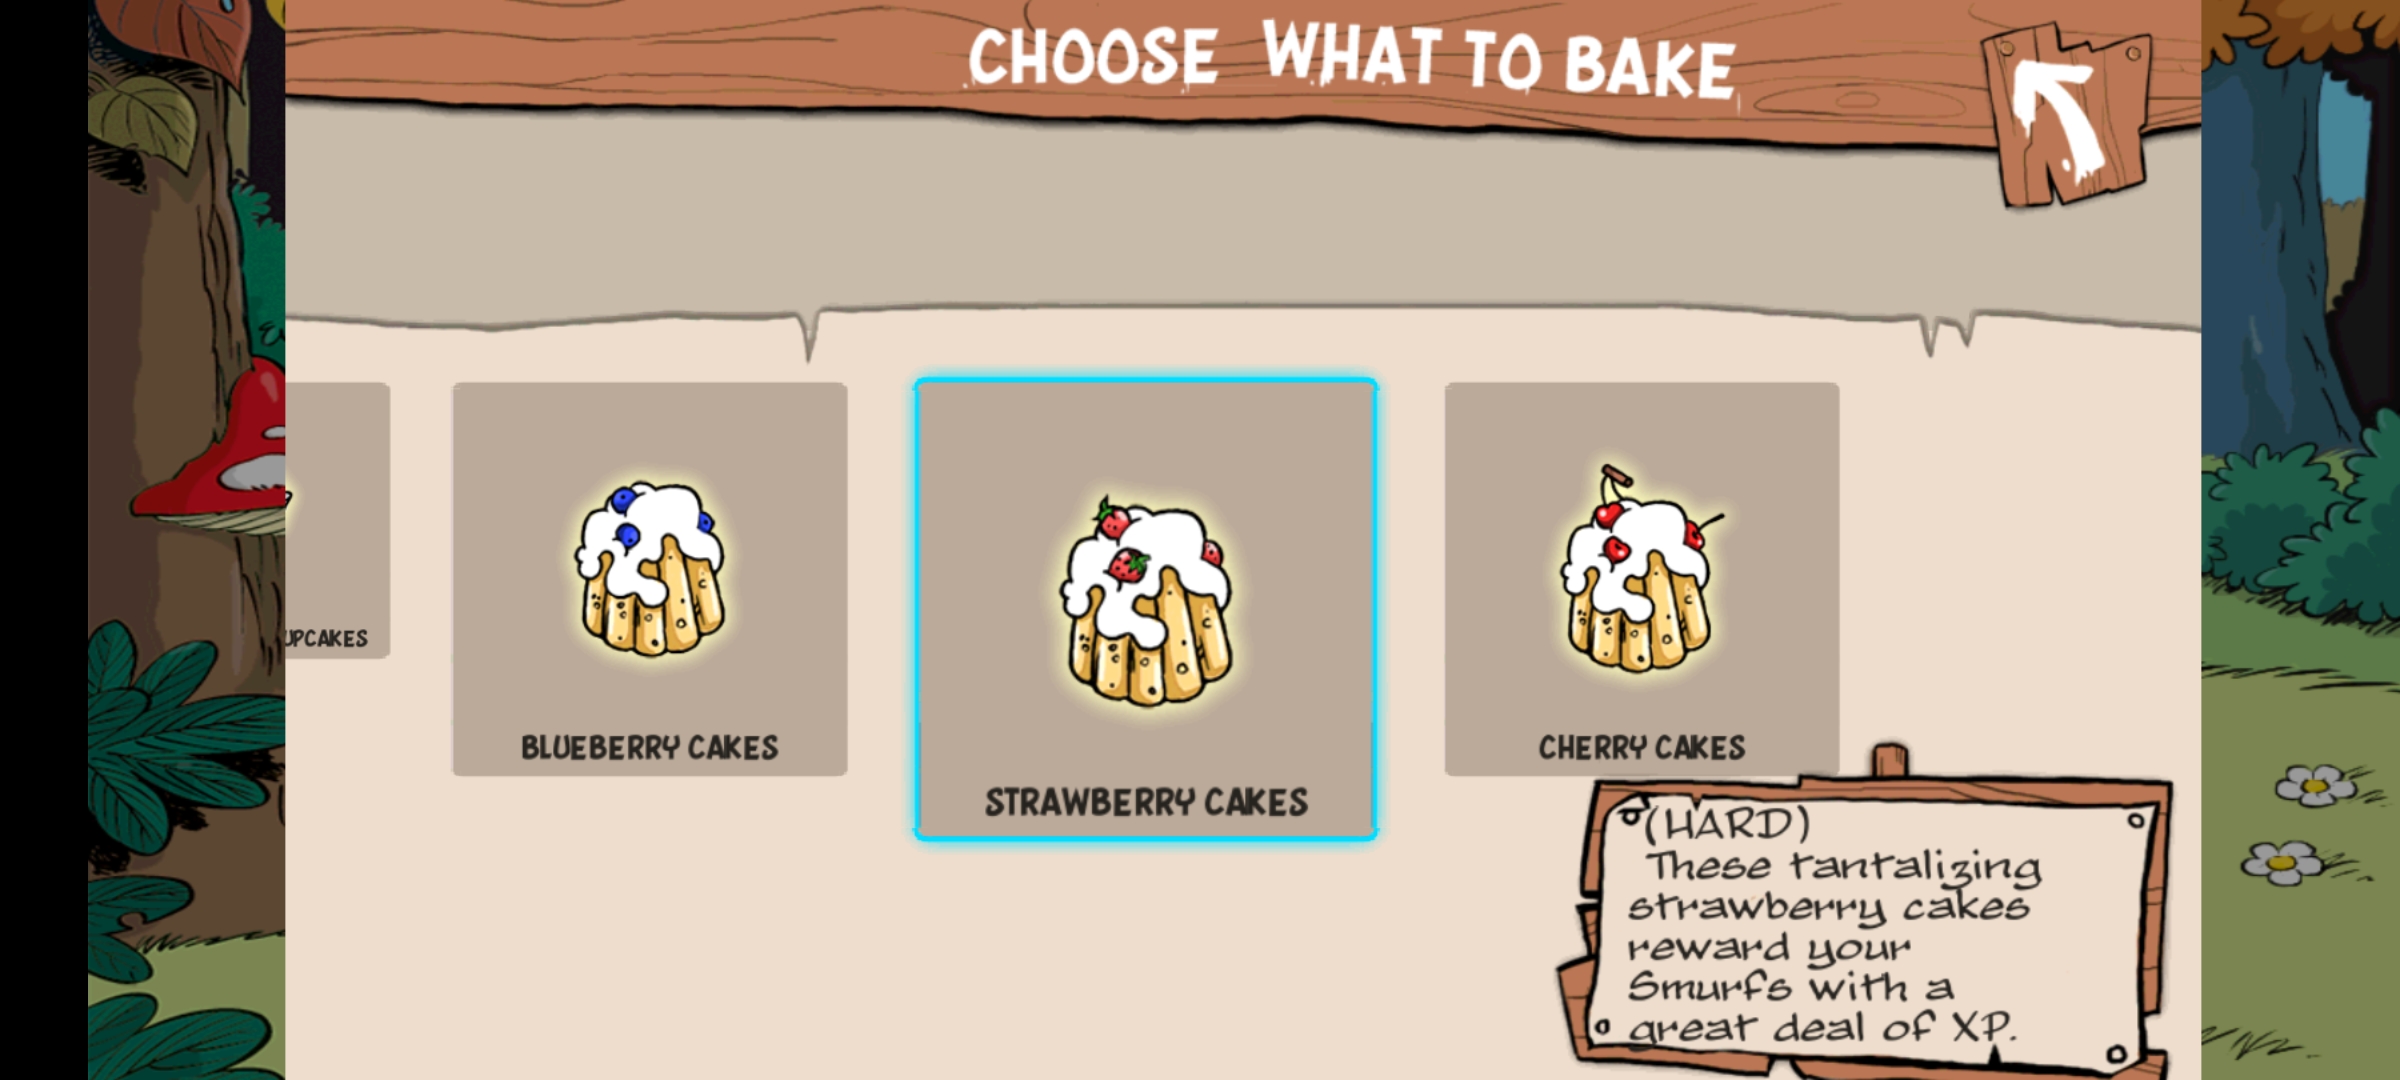 CHOOSE WHAT TO BAKE
UPCAKES
BLUEBERRY CAKES
STRAWBERRY CAKES
CHERRY CAKES
(HARD)
These tantalizing
strawberry cakes
reward your
Smurfs with a
great deal of XP.